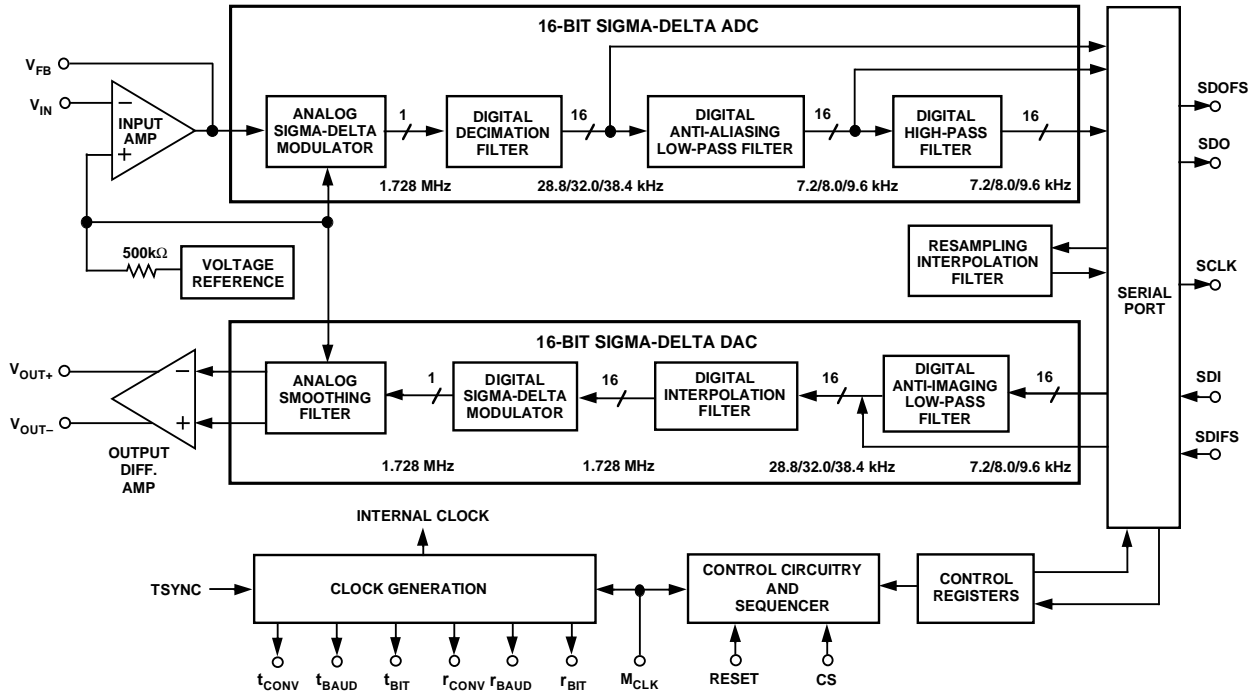 16-BIT SIGMA-DELTA ADC
VFB
VIN
INPUT
AMP
−
+
ANALOG
SIGMA-DELTA
MODULATOR
1
DIGITAL
DECIMATION
FILTER
16
DIGITAL
ANTI-ALIASING
LOW-PASS FILTER
16
DIGITAL
HIGH-PASS
FILTER
16
1.728 MHz
28.8/32.0/38.4 kHz
7.2/8.0/9.6 kHz
7.2/8.0/9.6 kHz
500kΩ
VOLTAGE
REFERENCE
RESAMPLING
INTERPOLATION
FILTER
SERIAL
PORT
SDOFS
SDO
SCLK
SDI
SDIFS
16-BIT SIGMA-DELTA DAC
VOUT+
VOUT−
−
+
OUTPUT
DIFF.
AMP
ANALOG
SMOOTHING
FILTER
1
DIGITAL
SIGMA-DELTA
MODULATOR
16
DIGITAL
INTERPOLATION
FILTER
16
DIGITAL
ANTI-IMAGING
LOW-PASS
FILTER
16
1.728 MHz
1.728 MHz
28.8/32.0/38.4 kHz
7.2/8.0/9.6 kHz
INTERNAL CLOCK
TSYNC
CLOCK GENERATION
CONTROL CIRCUITRY
AND
SEQUENCER
CONTROL
REGISTERS
tCONV
tBAUD
tBIT
rCONV
rBAUD
rBIT
MCLK
RESET
CS